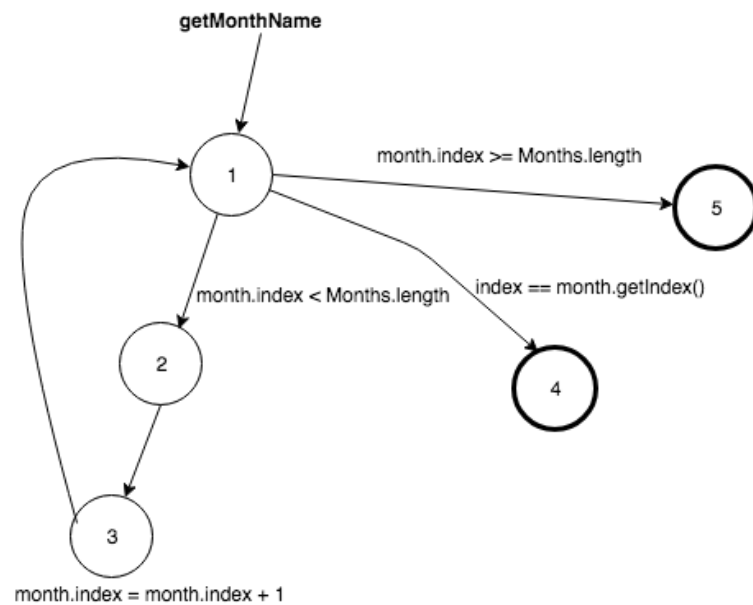 getMonthName
month.index >= Months.length
1
5
index == month.getIndex()
month.index < Months.length
2
4
3
month.index = month.index + 1